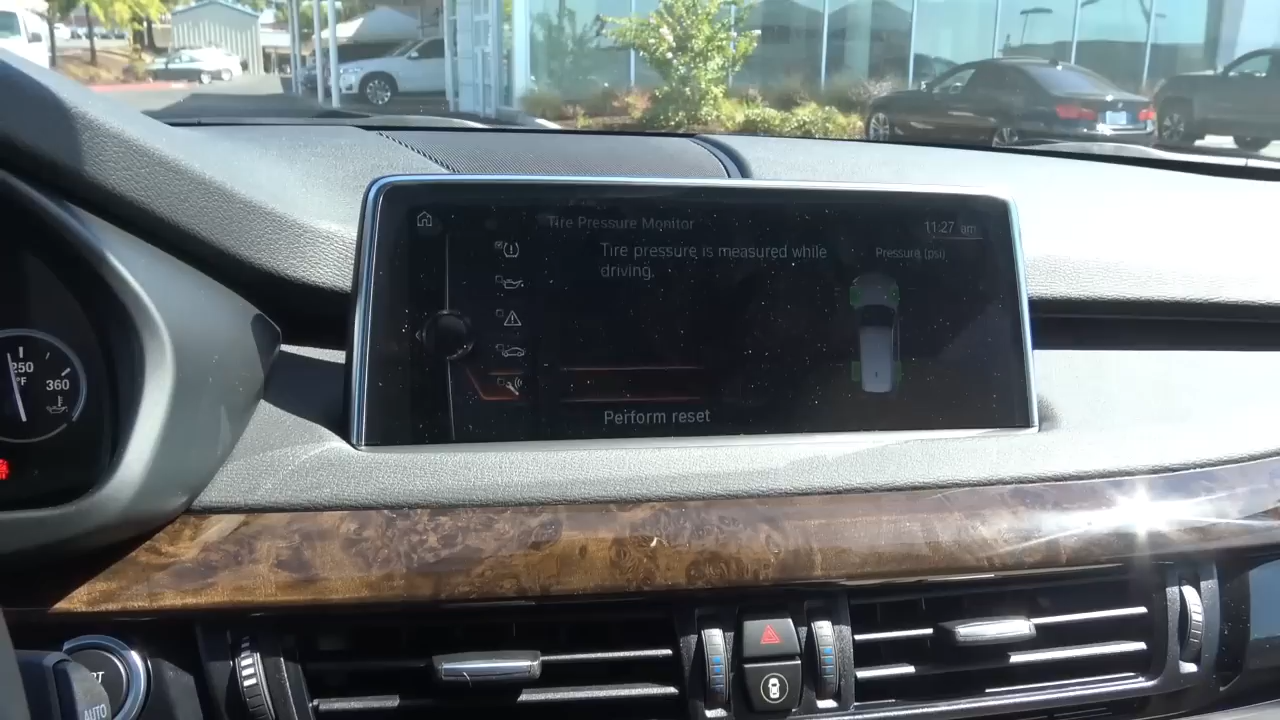 Tire Pressure Monitor
11:27 am
Tire pressure is measured while
driving.
Pressure (psi)
Perform reset
250
°F
360
AUTO